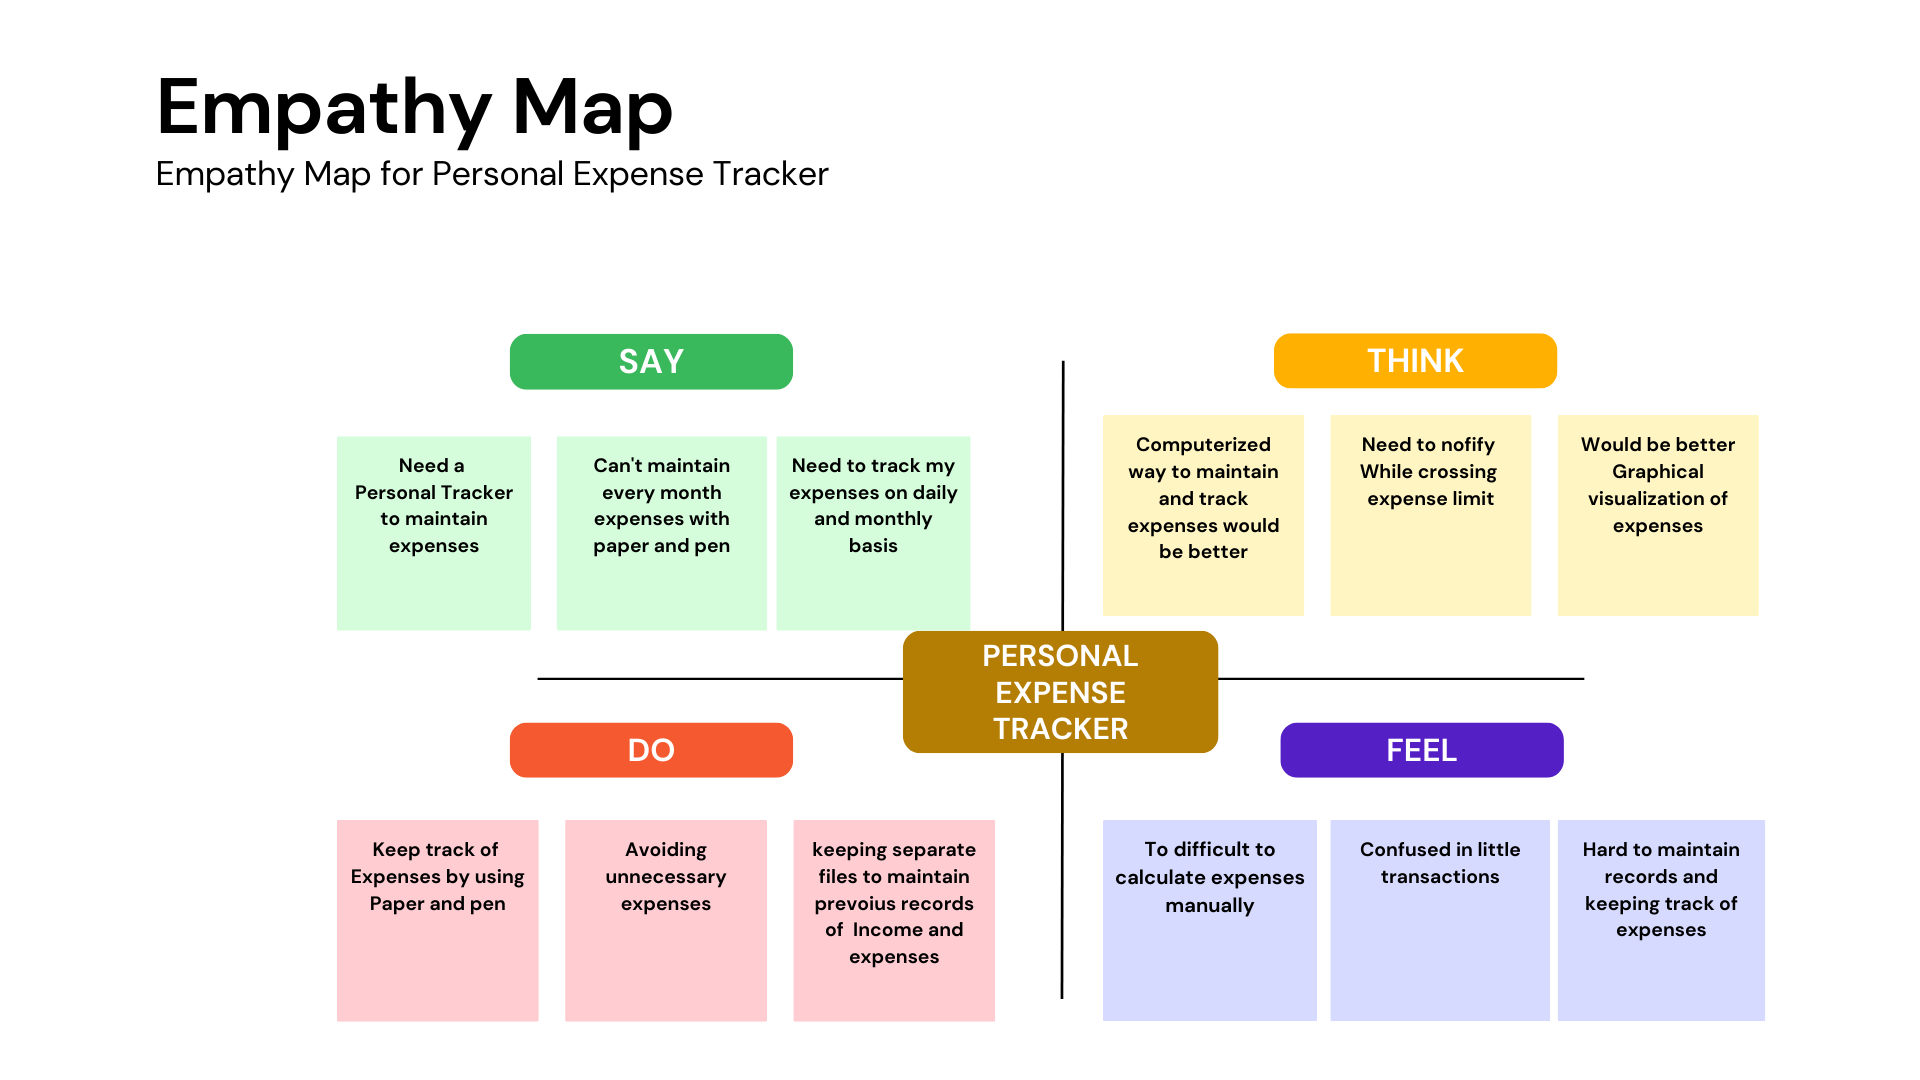 Empathy Map
Empathy Map for Personal Expense Tracker
SAY
Need a
Personal Tracker
to maintain
expenses
Can't maintain
every month
expenses with
paper and pen
Need to track my
expenses on daily
and monthly
basis
THINK
Computerized
way to maintain
and track
expenses would
be better
Need to nofify
While crossing
expense limit
Would be better
Graphical
visualization of
expenses
PERSONAL
EXPENSE
TRACKER
DO
Keep track of
Expenses by using
Paper and pen
Avoiding
unnecessary
expenses
keeping separate
files to maintain
prevoius records
of  Income and
expenses
FEEL
To difficult to
calculate expenses
manually
Confused in little
transactions
Hard to maintain
records and
keeping track of
expenses